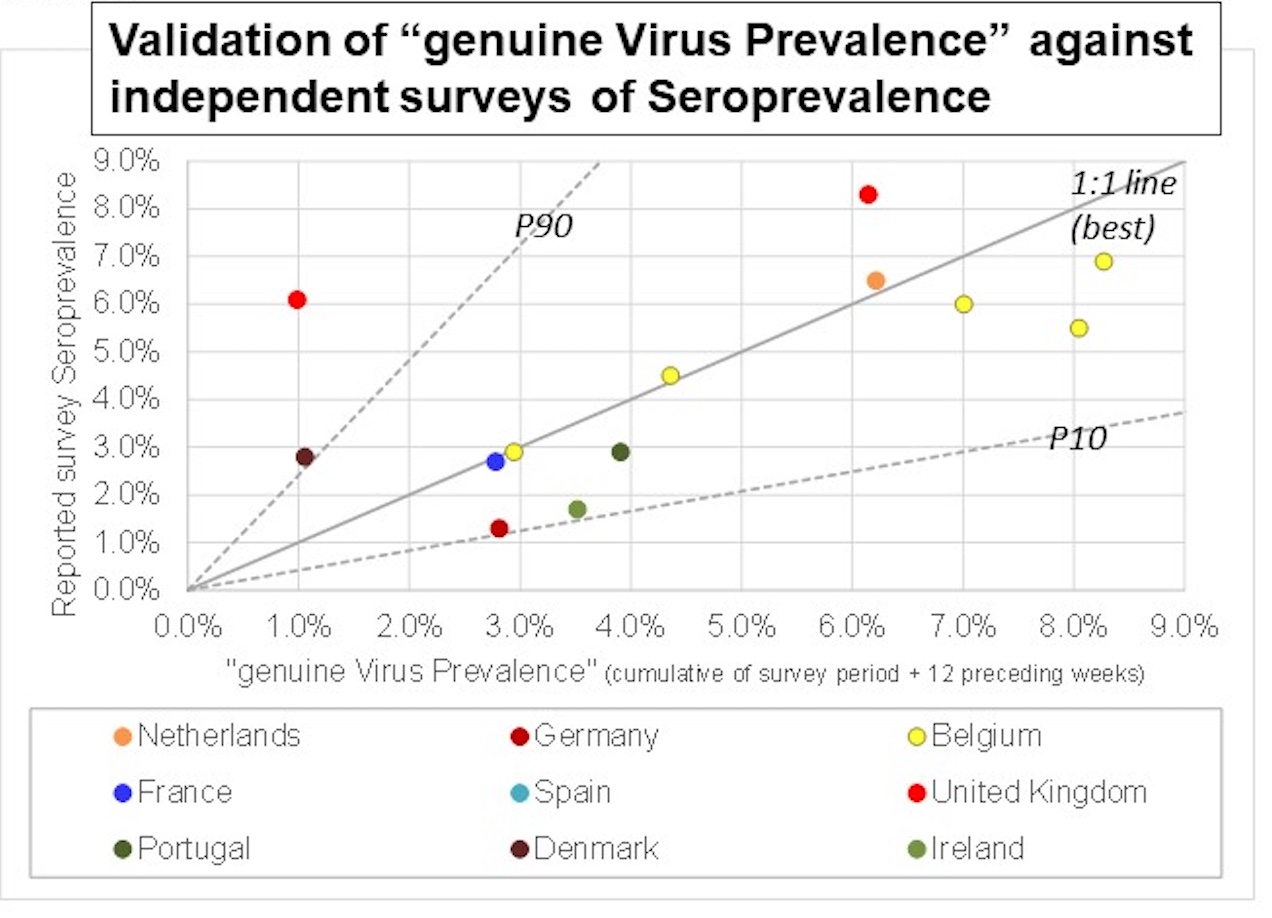 Validation of “genuine Virus Prevalence” against
independent surveys of Seroprevalence
Reported survey Seroprevalence
9.0%
8.0%
7.0%
6.0%
5.0%
4.0%
3.0%
2.0%
1.0%
0.0%
P90
1:1 line
(best)
P10
0.0% 1.0% 2.0% 3.0% 4.0% 5.0% 6.0% 7.0% 8.0% 9.0%
"genuine Virus Prevalence" (cumulative of survey period + 12 preceding weeks)
Netherlands Germany Belgium
France Spain United Kingdom
Portugal Denmark Ireland